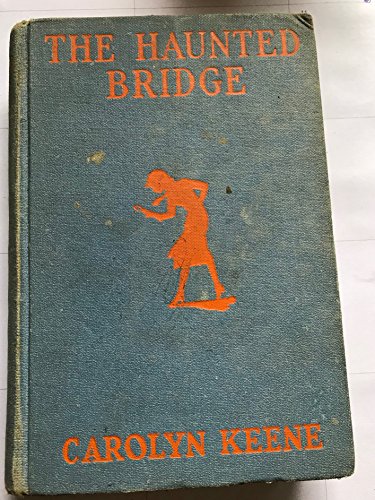 THE HAUNTED
BRIDGE
CAROLYN KEENE